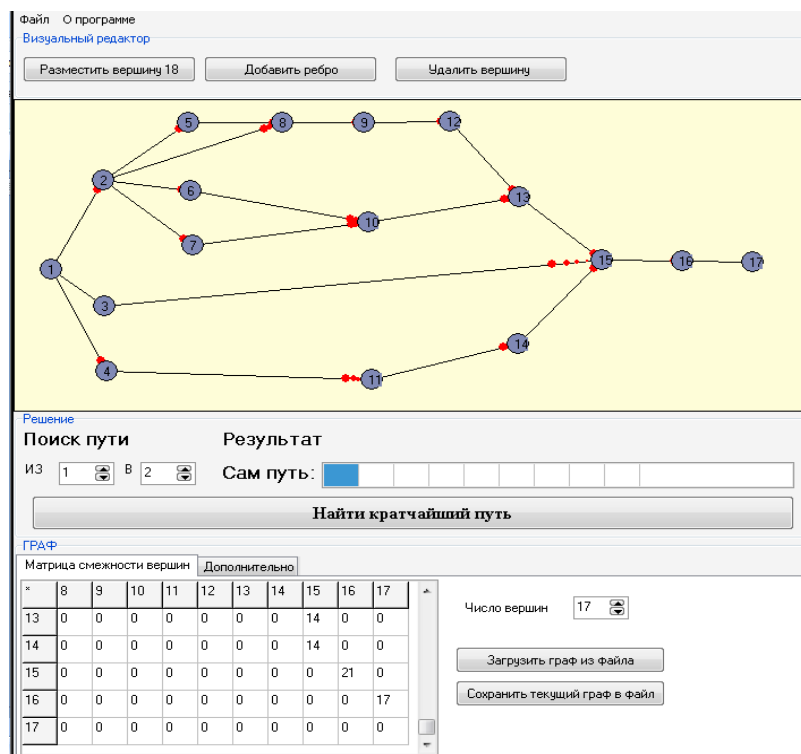 Файл О программе
Визуальный редактор
Разместить вершину 18 Добавить ребро Удалить вершину
5 8 9 12
2 6 13
7 10
1 15 16 17
3
14
4 11
Решение
Поиск пути Результат
из 1 в 2 Сам путь:
Найти кратчайший путь
ГРАФ
Матрица смежности вершин Дополнительно
* 8 9 10 11 12 13 14 15 16 17
13 0 0 0 0 0 0 0 14 0 0
14 0 0 0 0 0 0 0 14 0 0
15 0 0 0 0 0 0 0 0 21 0
16 0 0 0 0 0 0 0 0 0 17
17 0 0 0 0 0 0 0 0 0 0
Число вершин 17
Загрузить граф из файла
Сохранить текущий граф в файл